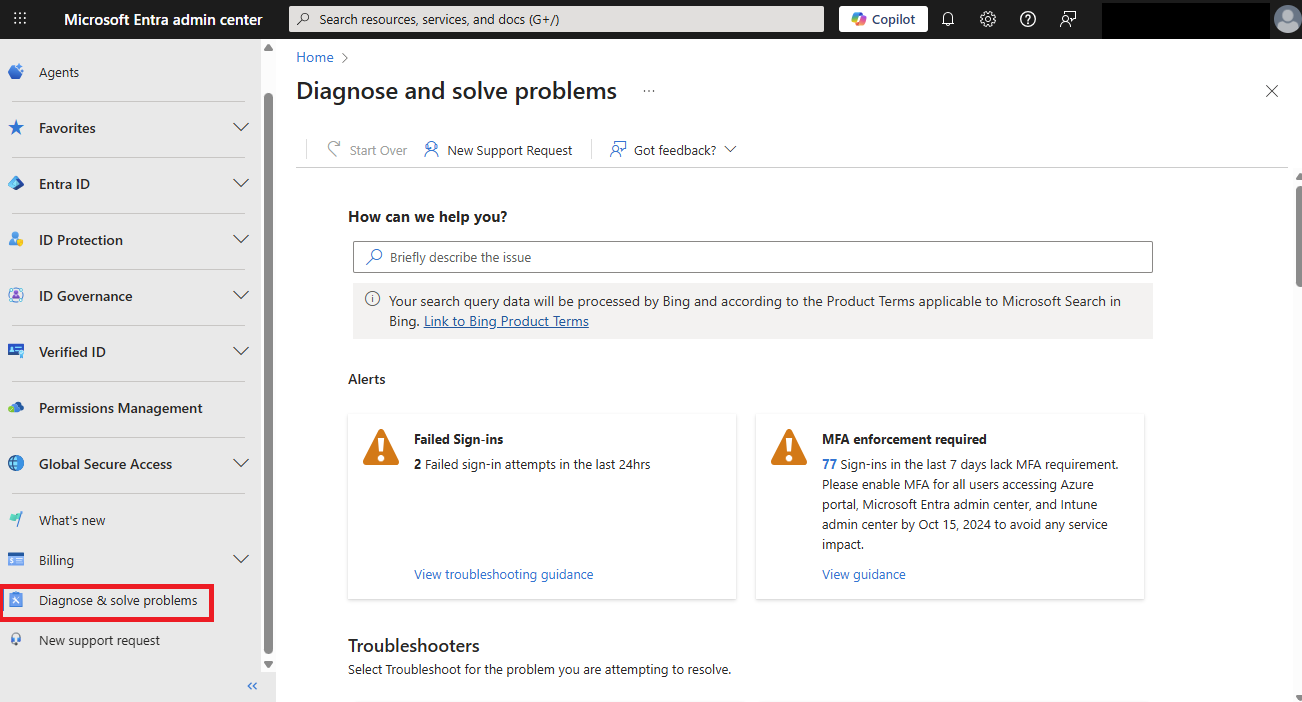 Microsoft Entra admin center
Search resources, services, and docs (G+/)
Copilot
Agents
Favorites
Entra ID
ID Protection
ID Governance
Verified ID
Permissions Management
Global Secure Access
What's new
Billing
Diagnose & solve problems
New support request
Home
Diagnose and solve problems
Start Over
New Support Request
Got feedback?
How can we help you?
Briefly describe the issue
Your search query data will be processed by Bing and according to the Product Terms applicable to Microsoft Search in
Bing. Link to Bing Product Terms
Alerts
Failed Sign-ins
2 Failed sign-in attempts in the last 24hrs
View troubleshooting guidance
MFA enforcement required
77 Sign-ins in the last 7 days lack MFA requirement.
Please enable MFA for all users accessing Azure
portal, Microsoft Entra admin center, and Intune
admin center by Oct 15, 2024 to avoid any service
impact.
View guidance
Troubleshooters
Select Troubleshoot for the problem you are attempting to resolve.